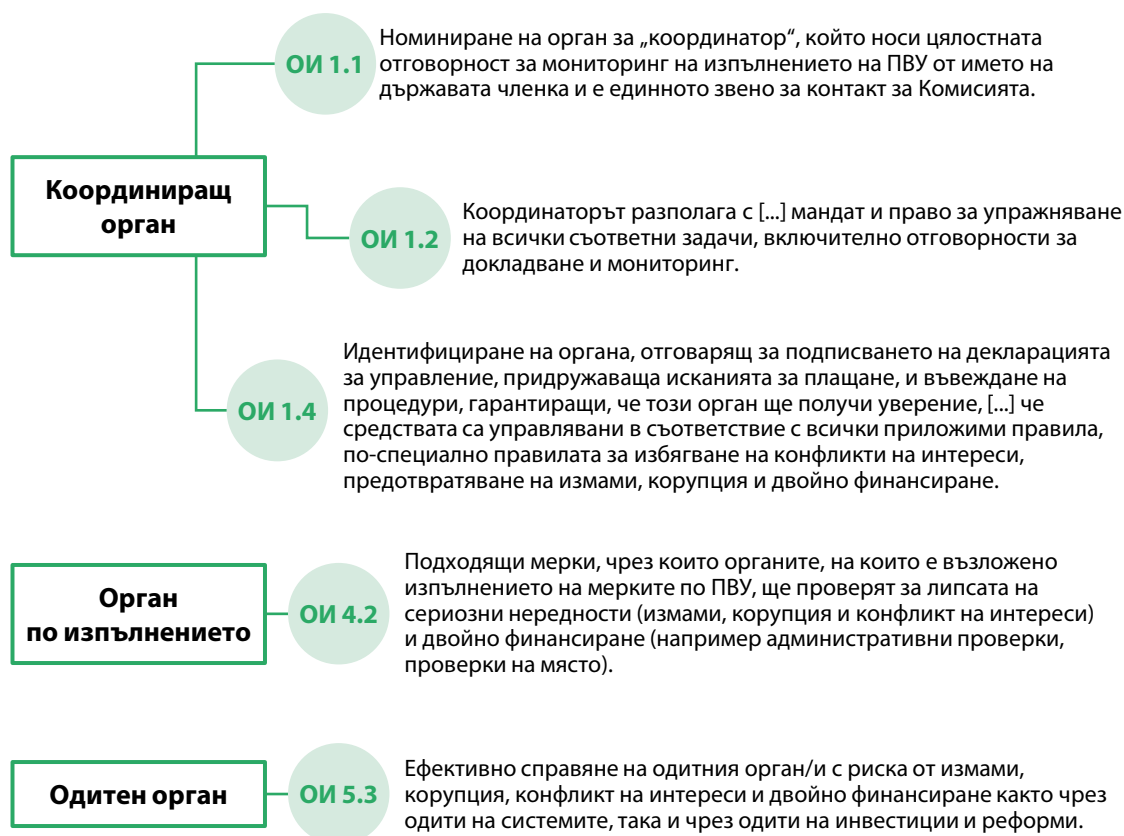 ОИ 1.1
Номиниране на орган за „координатор“, който носи цялостната
отговорност за мониторинг на изпълнението на ПВУ от името на
държавата членка и е единното звено за контакт за Комисията.
Координиращ
орган
ОИ 1.2
Координаторът разполага с [...] мандат и право за упражняване
на всички съответни задачи, включително отговорности за
докладване и мониторинг.
ОИ 1.4
Идентифициране на органа, отговарящ за подписването на декларацията
за управление, придружаваща исканията за плащане, и въвеждане на
процедури, гарантиращи, че този орган ще получи уверение, [...] че
средствата са управлявани в съответствие с всички приложими правила,
по-специално правилата за избягване на конфликти на интереси,
предотвратяване на измами, корупция и двойно финансиране.
Орган
по изпълнението
ОИ 4.2
Подходящи мерки, чрез които органите, на които е възложено
изпълнението на мерките по ПВУ, ще проверят за липсата на
сериозни нередности (измами, корупция и конфликт на интереси)
и двойно финансиране (например административни проверки,
проверки на място).
Одитен орган
ОИ 5.3
Ефективно справяне на одитния орган/и с риска от измами,
корупция, конфликт на интереси и двойно финансиране както чрез
одити на системите, така и чрез одити на инвестиции и реформи.